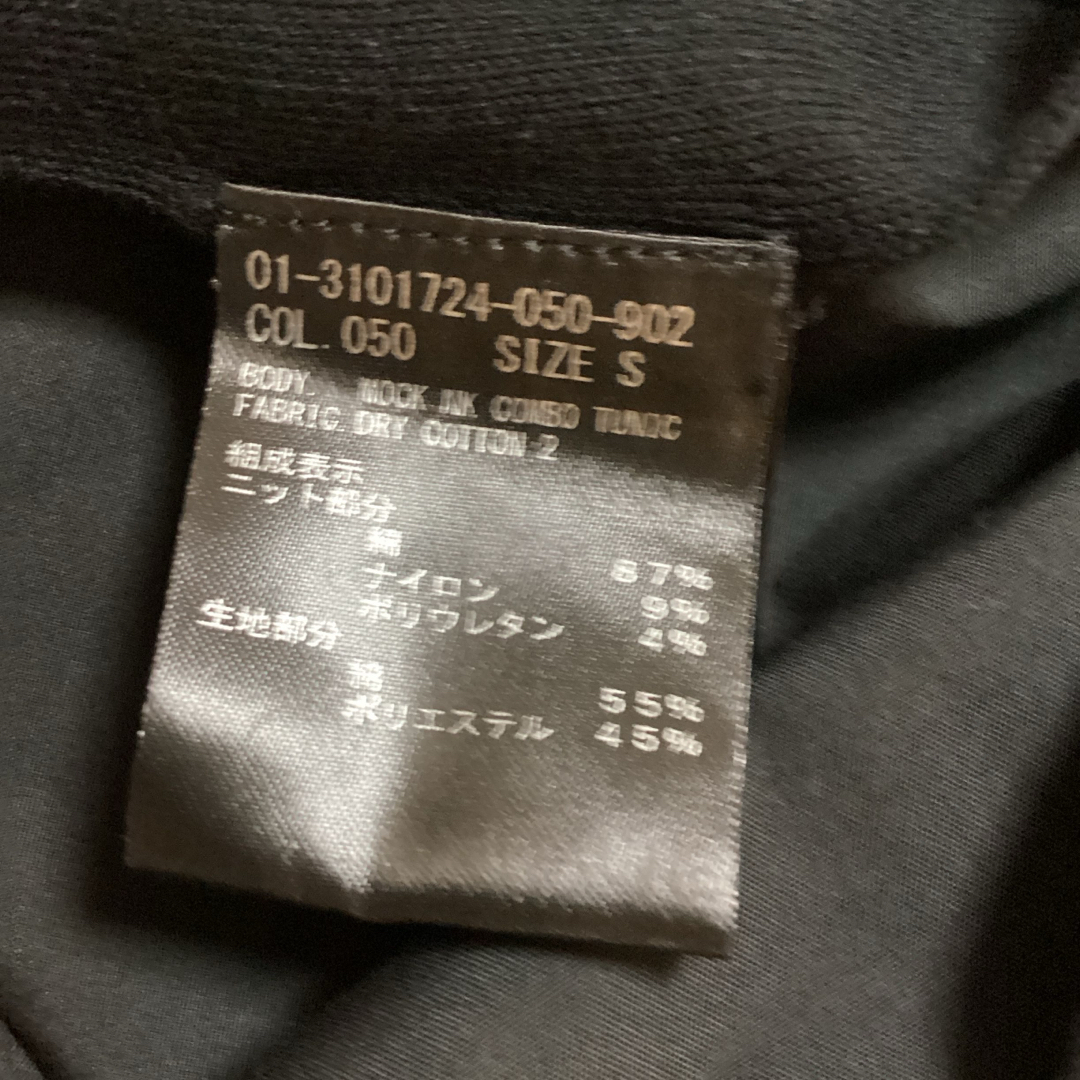 01-3101724-050-902
COL. 050 SIZE S
BODY. MOCK NK COMBO TUNIC
FABRIC. DRY COTTON-2
組成表示
ニット部分
綿 87%
ナイロン 9%
ポリウレタン 4%
生地部分
綿 55%
ポリエステル 45%